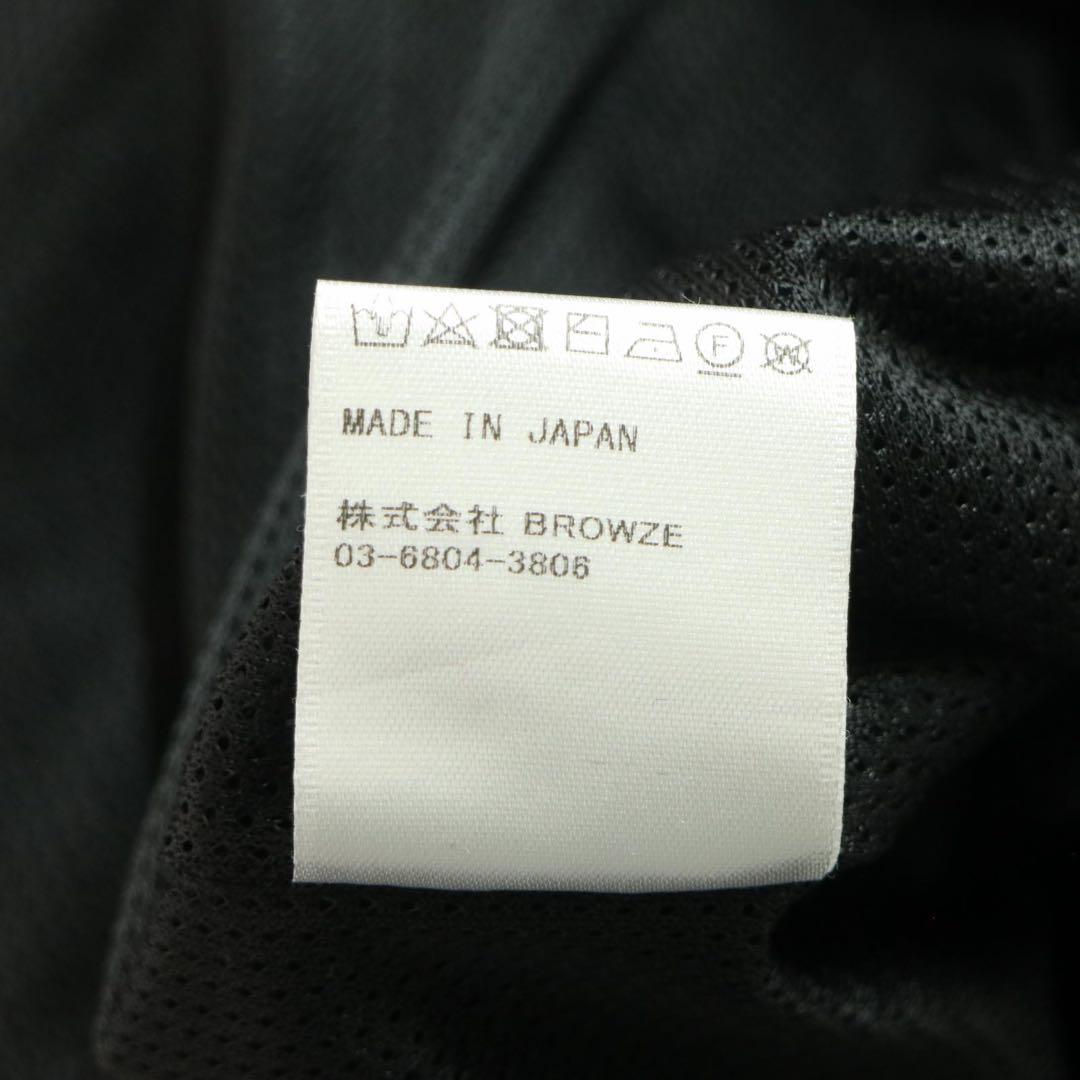 F W
MADE IN JAPAN
株式会社 BROWZE
03-6804-3806